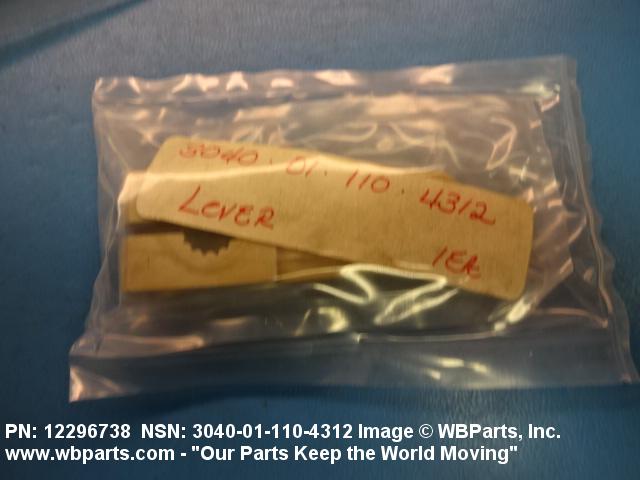 3040-01-110-4312
LEVER
1EA
PN: 12296738 NSN: 3040-01-110-4312 Image © WBParts, Inc.
www.wbparts.com - "Our Parts Keep the World Moving"